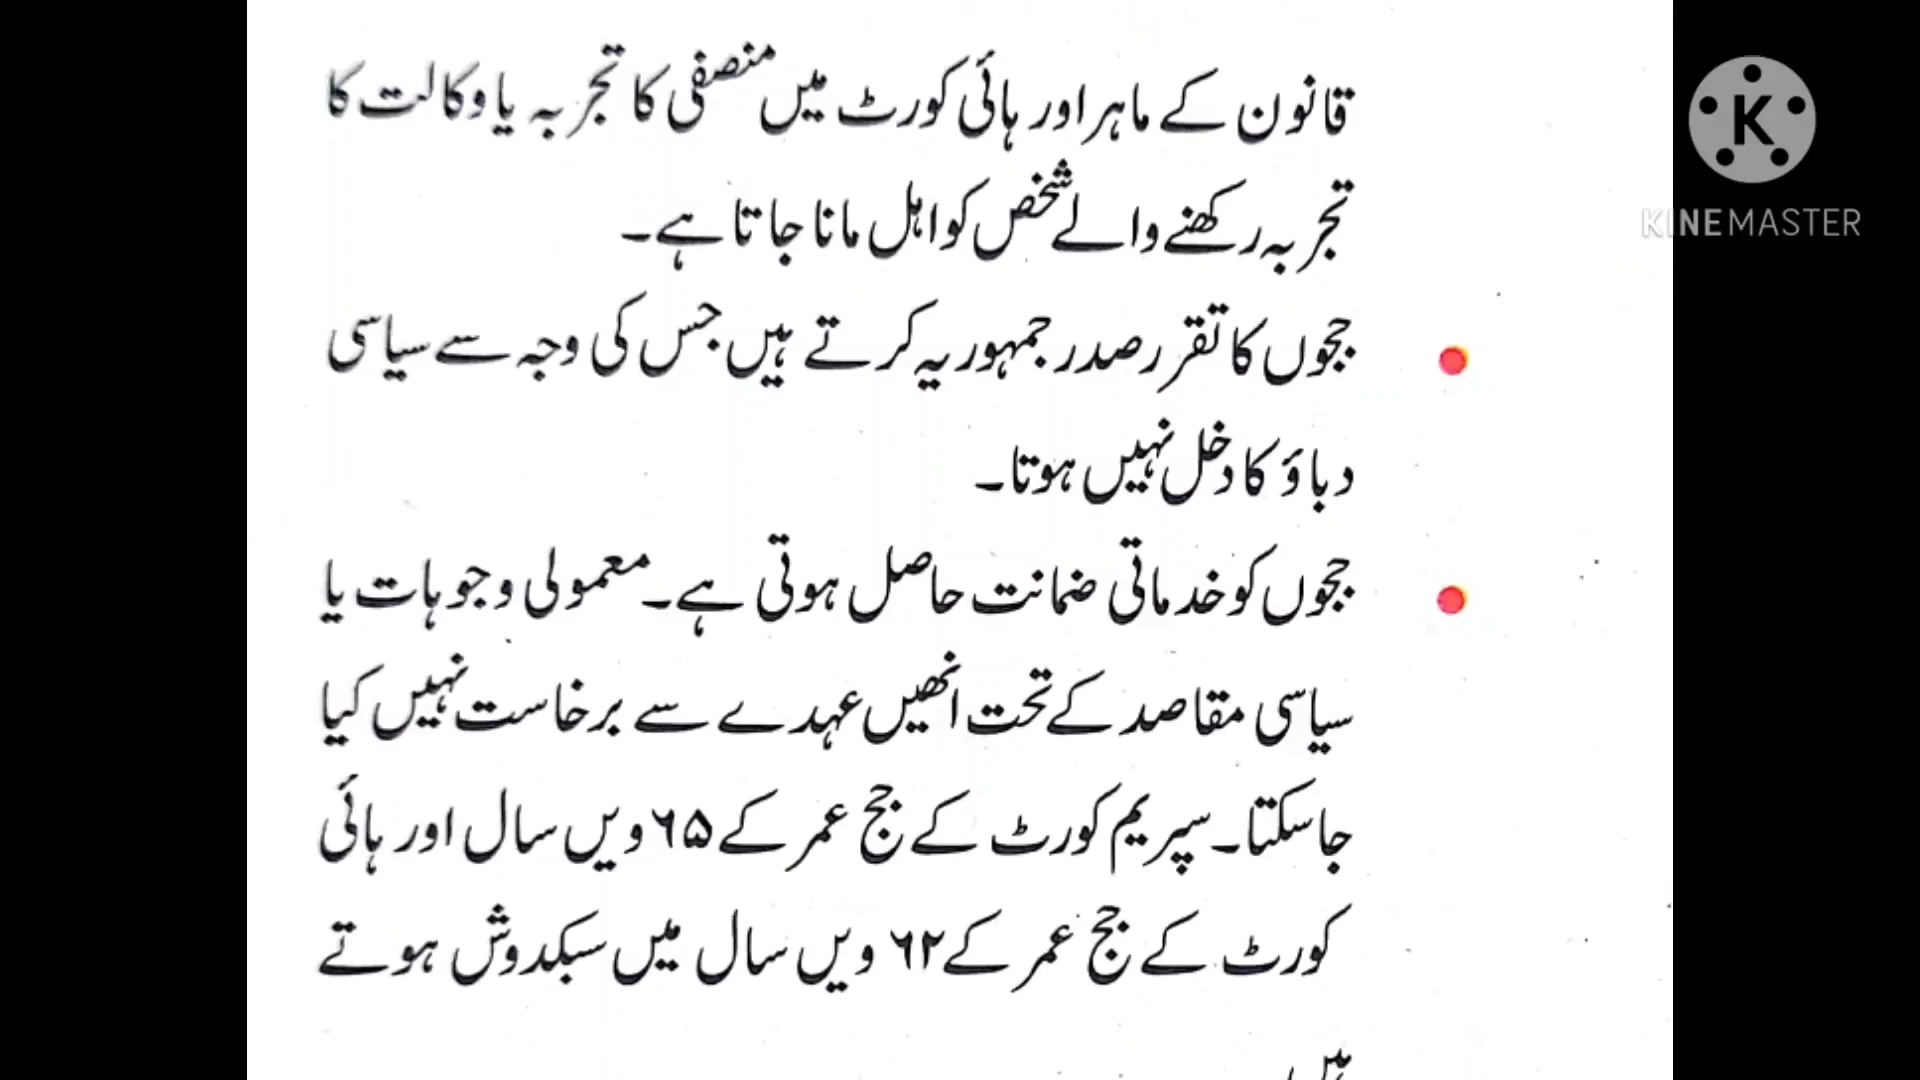 قانون کے ماہر اور ہائی کورٹ میں منصفی کا تجربہ یا وکالت کا
تجربہ رکھنے والے شخص کو اہل مانا جاتا ہے۔
ججوں کا تقرر صدر جمہوریہ کرتے ہیں جس کی وجہ سے سیاسی
دباؤ کا دخل نہیں ہوتا۔
ججوں کو خدماتی ضمانت حاصل ہوتی ہے۔ معمولی وجوہات یا
سیاسی مقاصد کے تحت انھیں عہدے سے برخاست نہیں کیا
جاسکتا۔ سپریم کورٹ کے جج عمر کے ۶۵ ویں سال اور ہائی
کورٹ کے جج عمر کے ۶۲ ویں سال میں سبکدوش ہوتے
ہیں
K
KINEMASTER